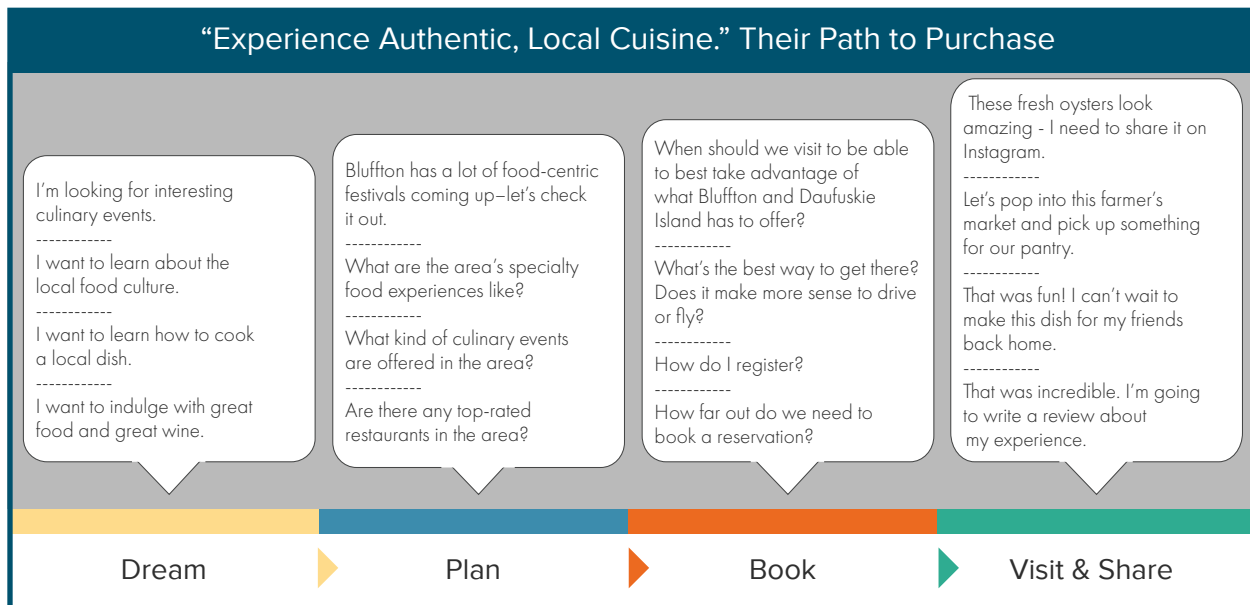 “Experience Authentic, Local Cuisine.” Their Path to Purchase
I’m looking for interesting
culinary events.
------------
I want to learn about the
local food culture.
------------
I want to learn how to cook
a local dish.
------------
I want to indulge with great
food and great wine.
Bluffton has a lot of food-centric
festivals coming up–let’s check
it out.
------------
What are the area’s specialty
food experiences like?
------------
What kind of culinary events
are offered in the area?
------------
Are there any top-rated
restaurants in the area?
When should we visit to be able
to best take advantage of
what Bluffton and Daufuskie
Island has to offer?
------------
What’s the best way to get there?
Does it make more sense to drive
or fly?
------------
How do I register?
------------
How far out do we need to
book a reservation?
These fresh oysters look
amazing - I need to share it on
Instagram.
------------
Let’s pop into this farmer’s
market and pick up something
for our pantry.
------------
That was fun! I can’t wait to
make this dish for my friends
back home.
------------
That was incredible. I’m going
to write a review about
my experience.
Dream
Plan
Book
Visit & Share